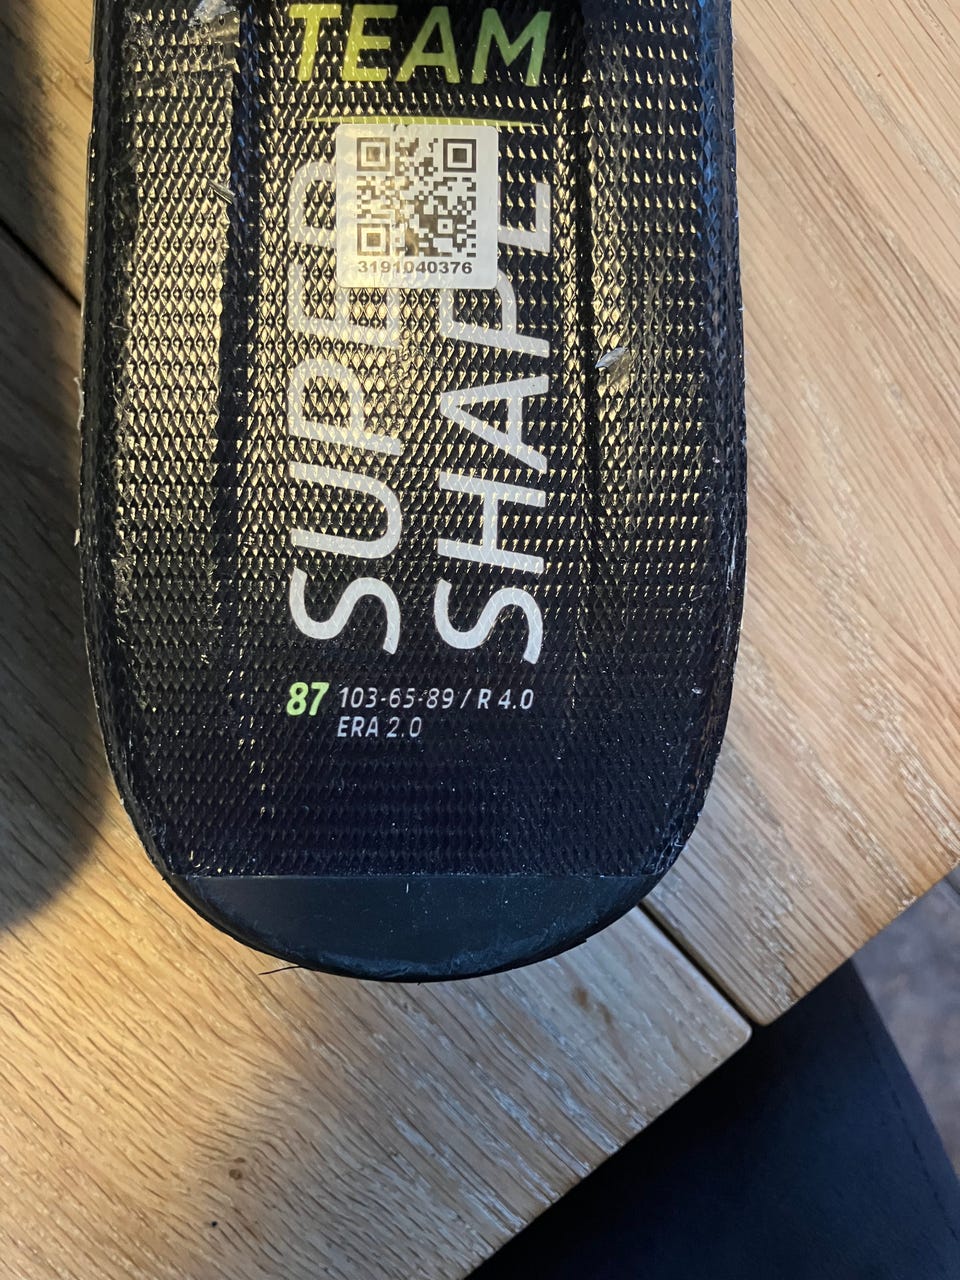 TEAM
3191040376
SUPER
SHAPE
87 103-65-89 / R 4.0
ERA 2.0